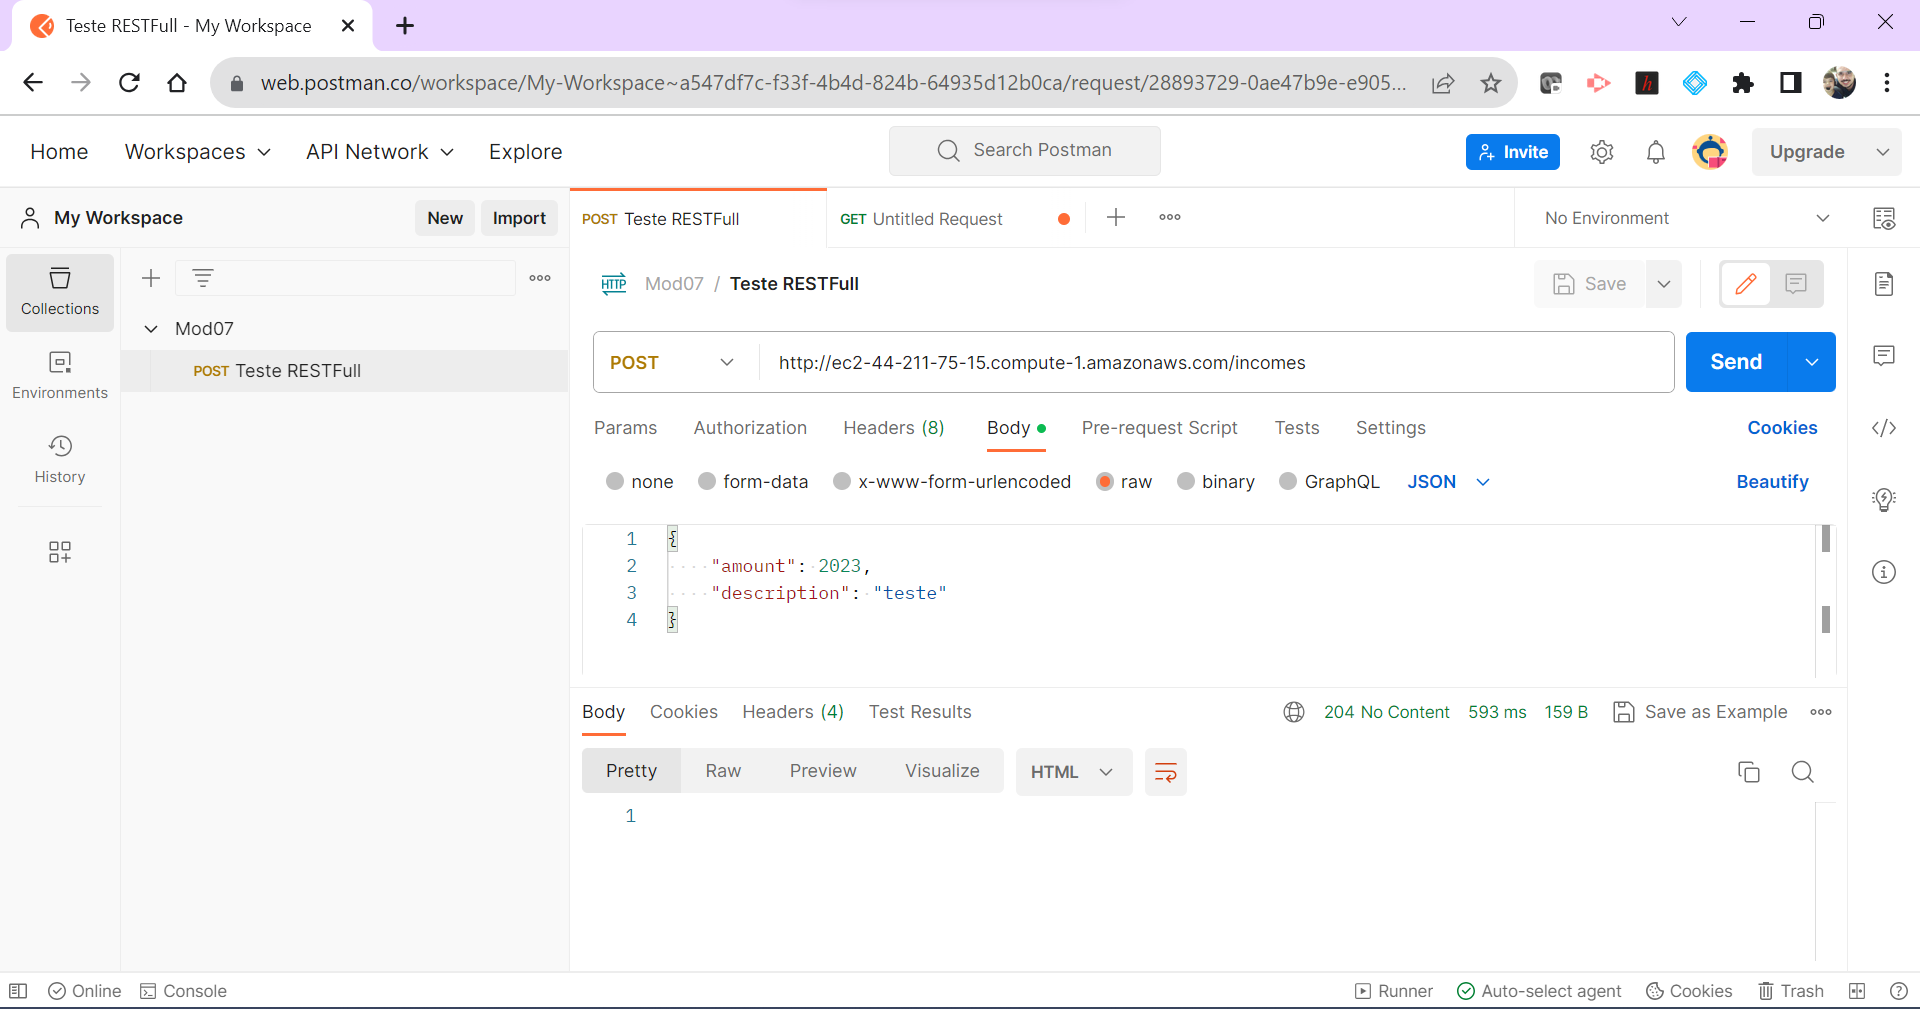 Teste RESTFull - My Workspace
web.postman.co/workspace/My-Workspace~a547df7c-f33f-4b4d-824b-64935d12b0ca/request/28893729-0ae47b9e-e905...
Home Workspaces API Network Explore Search Postman Invite Upgrade
My Workspace New Import POST Teste RESTFull GET Untitled Request No Environment
Collections
Environments
History
Mod07
POST Teste RESTFull
HTTP Mod07 / Teste RESTFull Save
POST http://ec2-44-211-75-15.compute-1.amazonaws.com/incomes Send
Params Authorization Headers (8) Body Pre-request Script Tests Settings Cookies
none form-data x-www-form-urlencoded raw binary GraphQL JSON Beautify
1 {
2 "amount": 2023,
3 "description": "teste"
4 }
Body Cookies Headers (4) Test Results 204 No Content 593 ms 159 B Save as Example
Pretty Raw Preview Visualize HTML
1
Online Console Runner Auto-select agent Cookies Trash